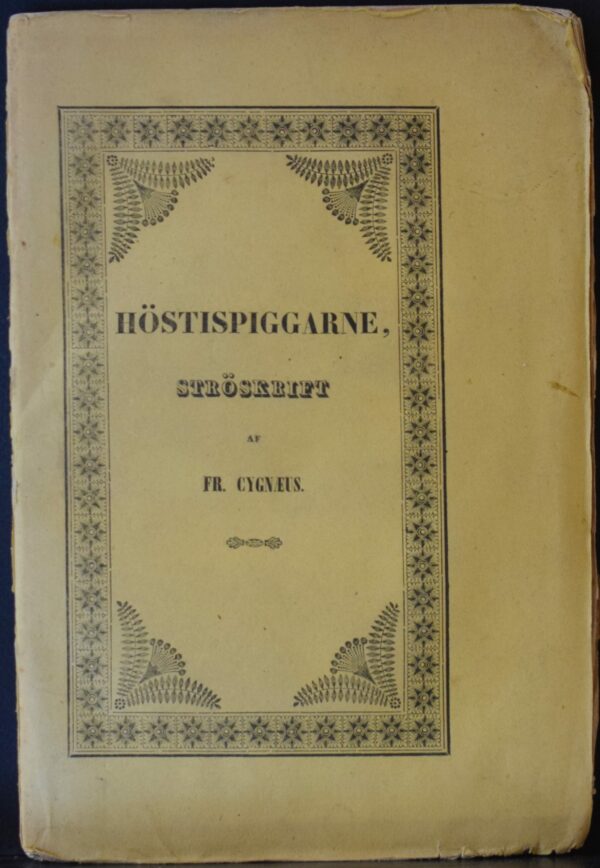 HÖSTISPIGGARNE,
STRÖSKRIFT
AF
FR. CYGNÆUS.